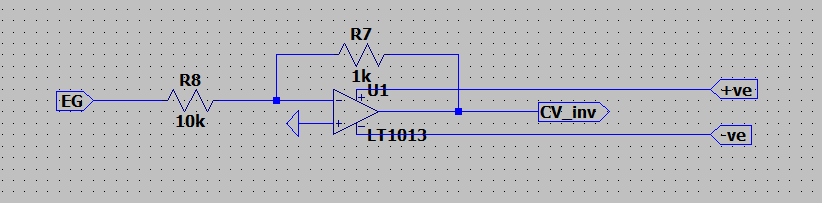 R7
1k
R8
U1
+ve
EG
10k
CV_inv
LT1013
-ve